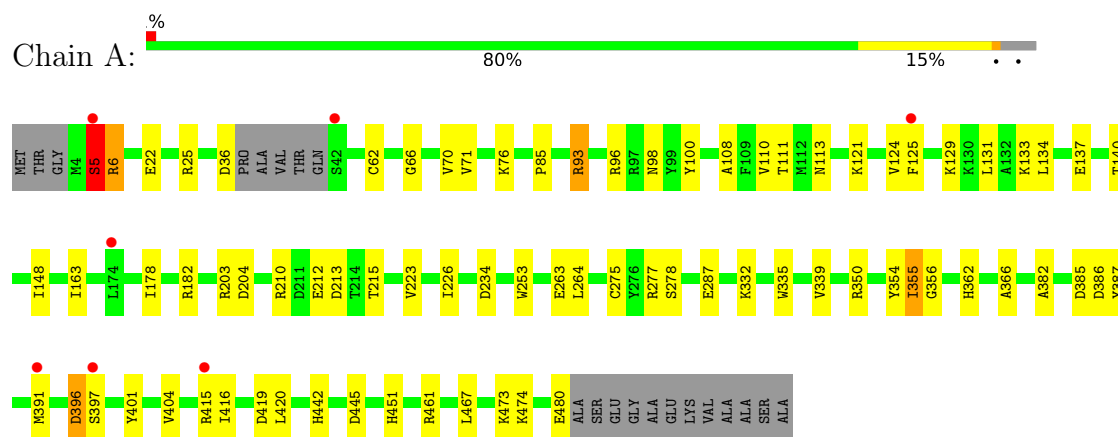 .%
Chain A:
80% 15% • •
MET THR GLY M4 S5 R6 E22 R25 D36 PRO ALA VAL THR GLN S42 C62 G66 V70 V71 K76 P85 R93 R96 R97 N98 Y99 Y100 A108 F109 V110 T111 M112 N113 K121 V124 F125 K129 K130 L131 A132 K133 L134 E137 T140
I148 I163 L174 I178 R182 R203 D204 R210 D211 E212 D213 T214 T215 V223 I226 D234 W253 E263 L264 C275 Y276 R277 S278 E287 K332 W335 V339 R350 Y354 I355 G356 H362 A366 A382 D385 D386 Y387
M391 D396 S397 Y401 V404 R415 I416 D419 L420 H442 D445 H451 R461 L467 K473 K474 E480 ALA SER GLU GLY ALA GLU LYS VAL ALA ALA SER ALA